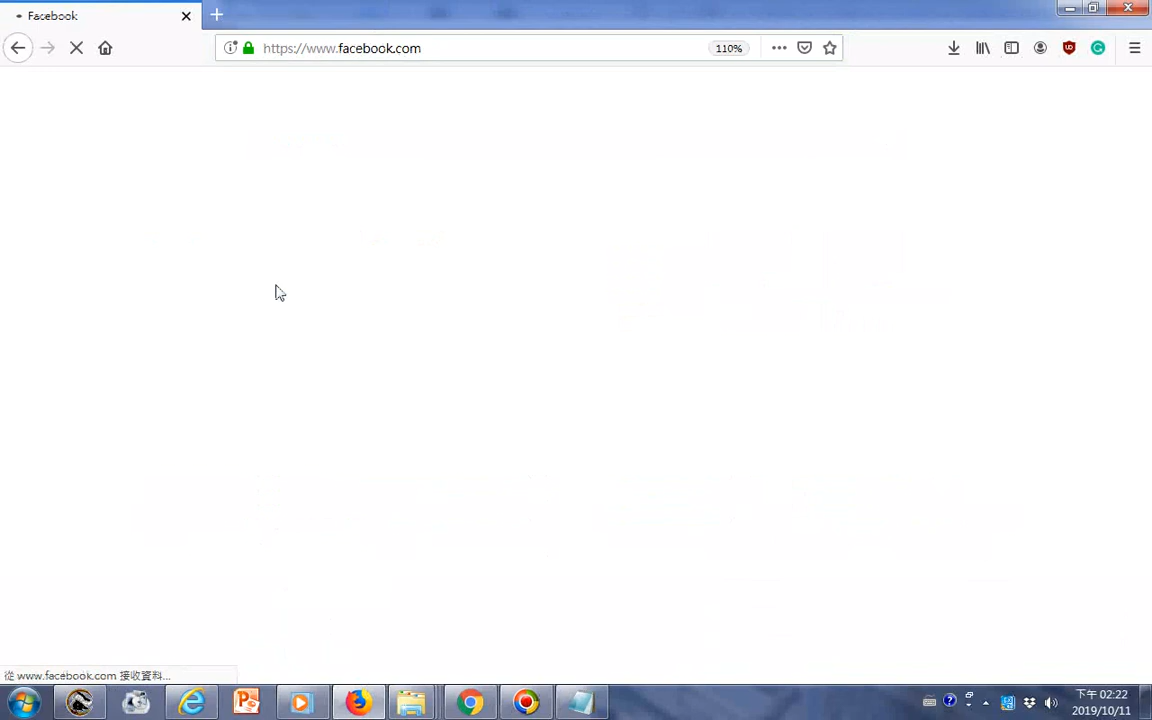 Facebook
https://www.facebook.com
110%
從 www.facebook.com 接收資料...
下午 02:22
2019/10/11